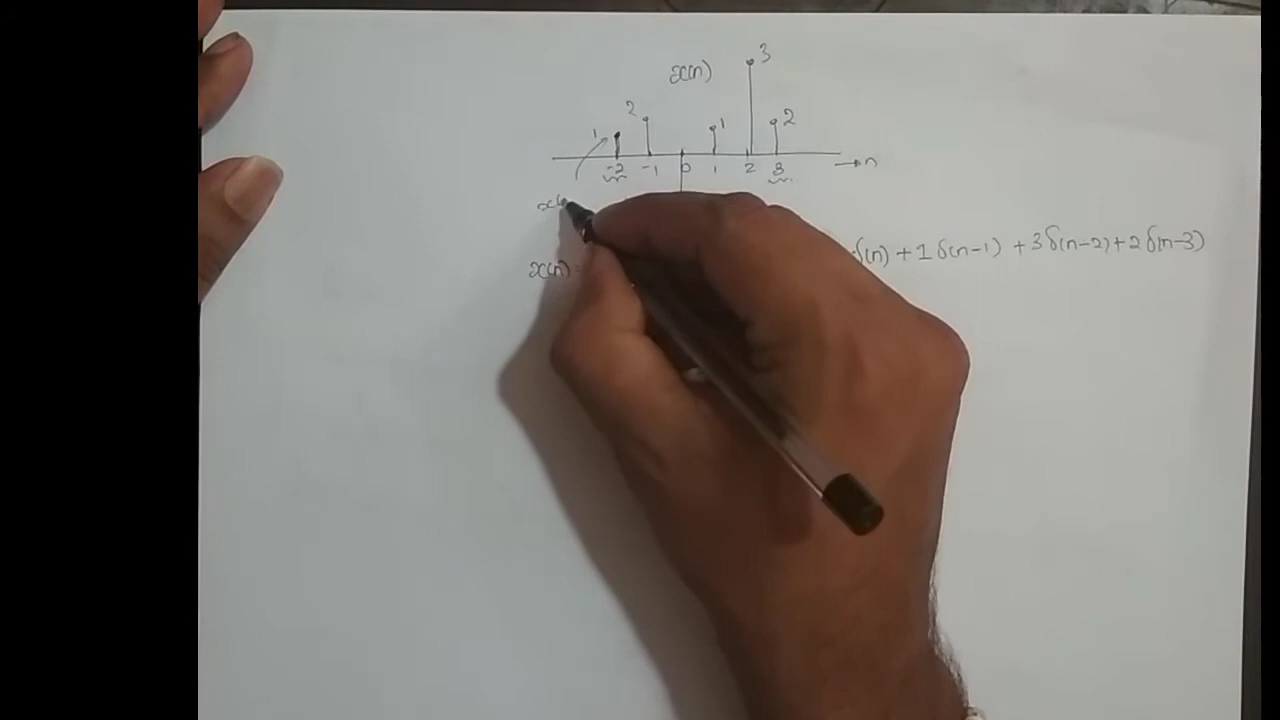 3
x(n)
2
1 2 1
-2 -1 0 1 2 3 → n
x(
δ(n) + 1 δ(n-1) + 3 δ(n-2) + 2 δ(n-3)
x(n) =